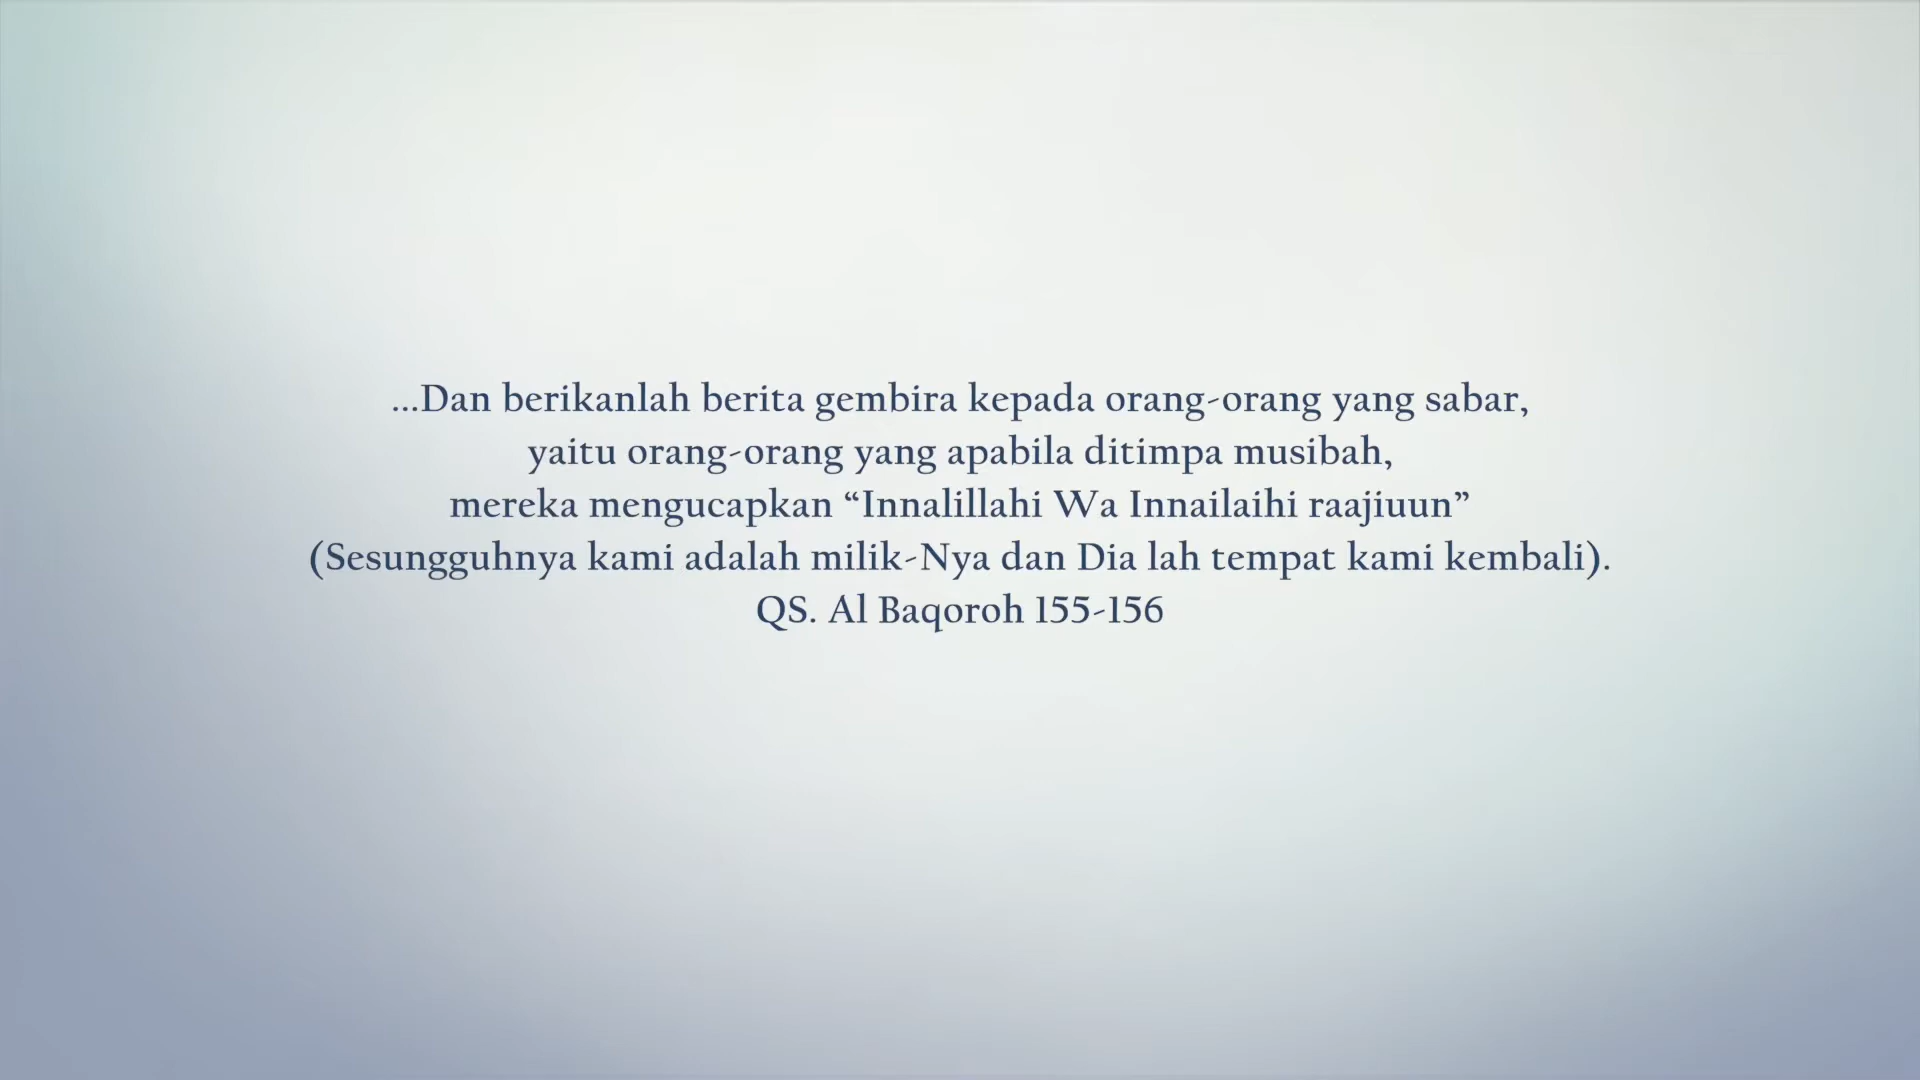 ...Dan berikanlah berita gembira kepada orang-orang yang sabar,
yaitu orang-orang yang apabila ditimpa musibah,
mereka mengucapkan “Innalillahi Wa Innailaihi raajiuun”
(Sesungguhnya kami adalah milik-Nya dan Dia lah tempat kami kembali).
QS. Al Baqoroh 155-156